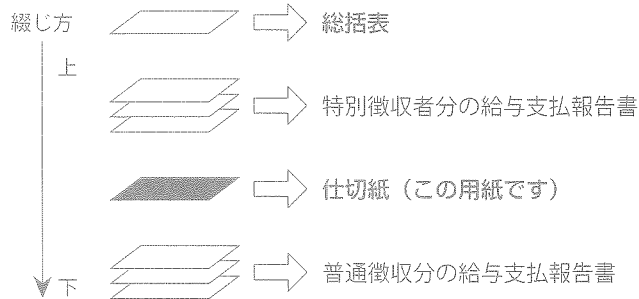 綴じ方
総括表
上
特別徴収者分の給与支払報告書
仕切紙（この用紙です）
普通徴収分の給与支払報告書
下